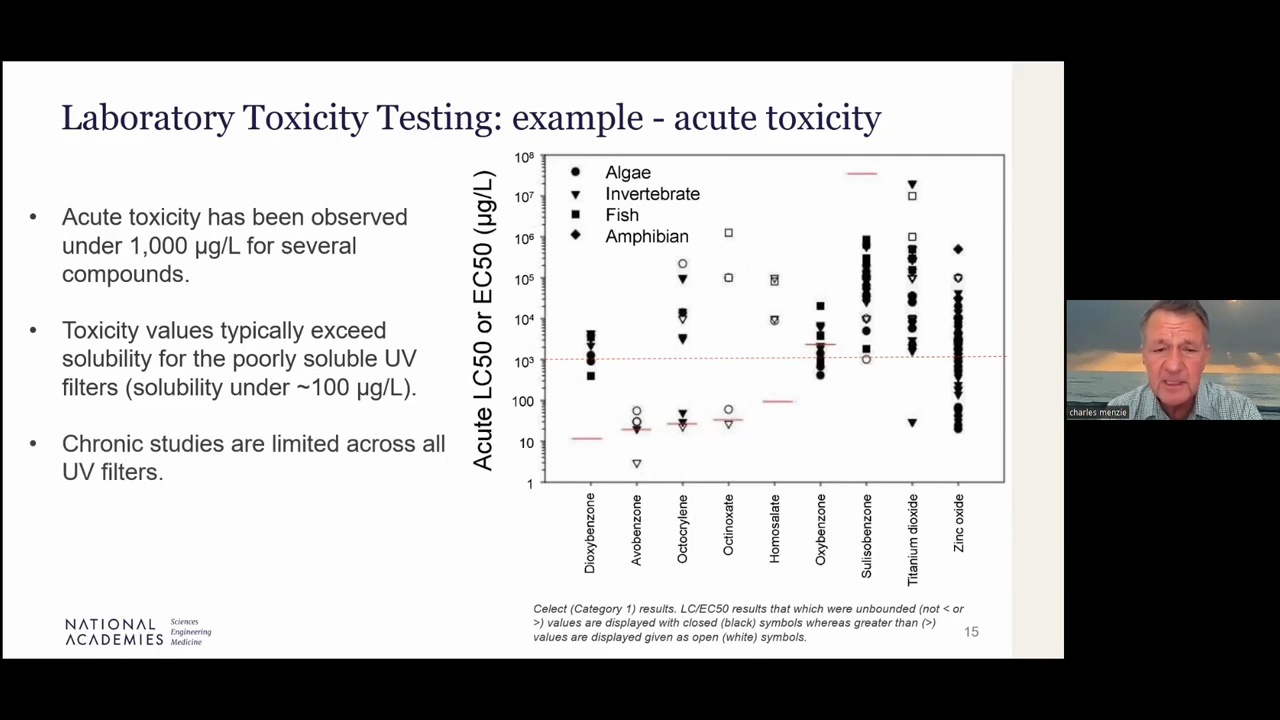 Laboratory Toxicity Testing: example - acute toxicity
• Acute toxicity has been observed
under 1,000 µg/L for several
compounds.
• Toxicity values typically exceed
solubility for the poorly soluble UV
filters (solubility under ~100 µg/L).
• Chronic studies are limited across all
UV filters.
Acute LC50 or EC50 (µg/L)
10⁸
10⁷
10⁶
10⁵
10⁴
10³
100
10
1
Algae
Invertebrate
Fish
Amphibian
Dioxybenzone
Avobenzone
Octocrylene
Octinoxate
Homosalate
Oxybenzone
Sulisobenzone
Titanium dioxide
Zinc oxide
Celect (Category 1) results. LC/EC50 results that which were unbounded (not < or
>) values are displayed with closed (black) symbols whereas greater than (>)
values are displayed given as open (white) symbols.
15
NATIONAL
ACADEMIES
Sciences
Engineering
Medicine
charles menzie